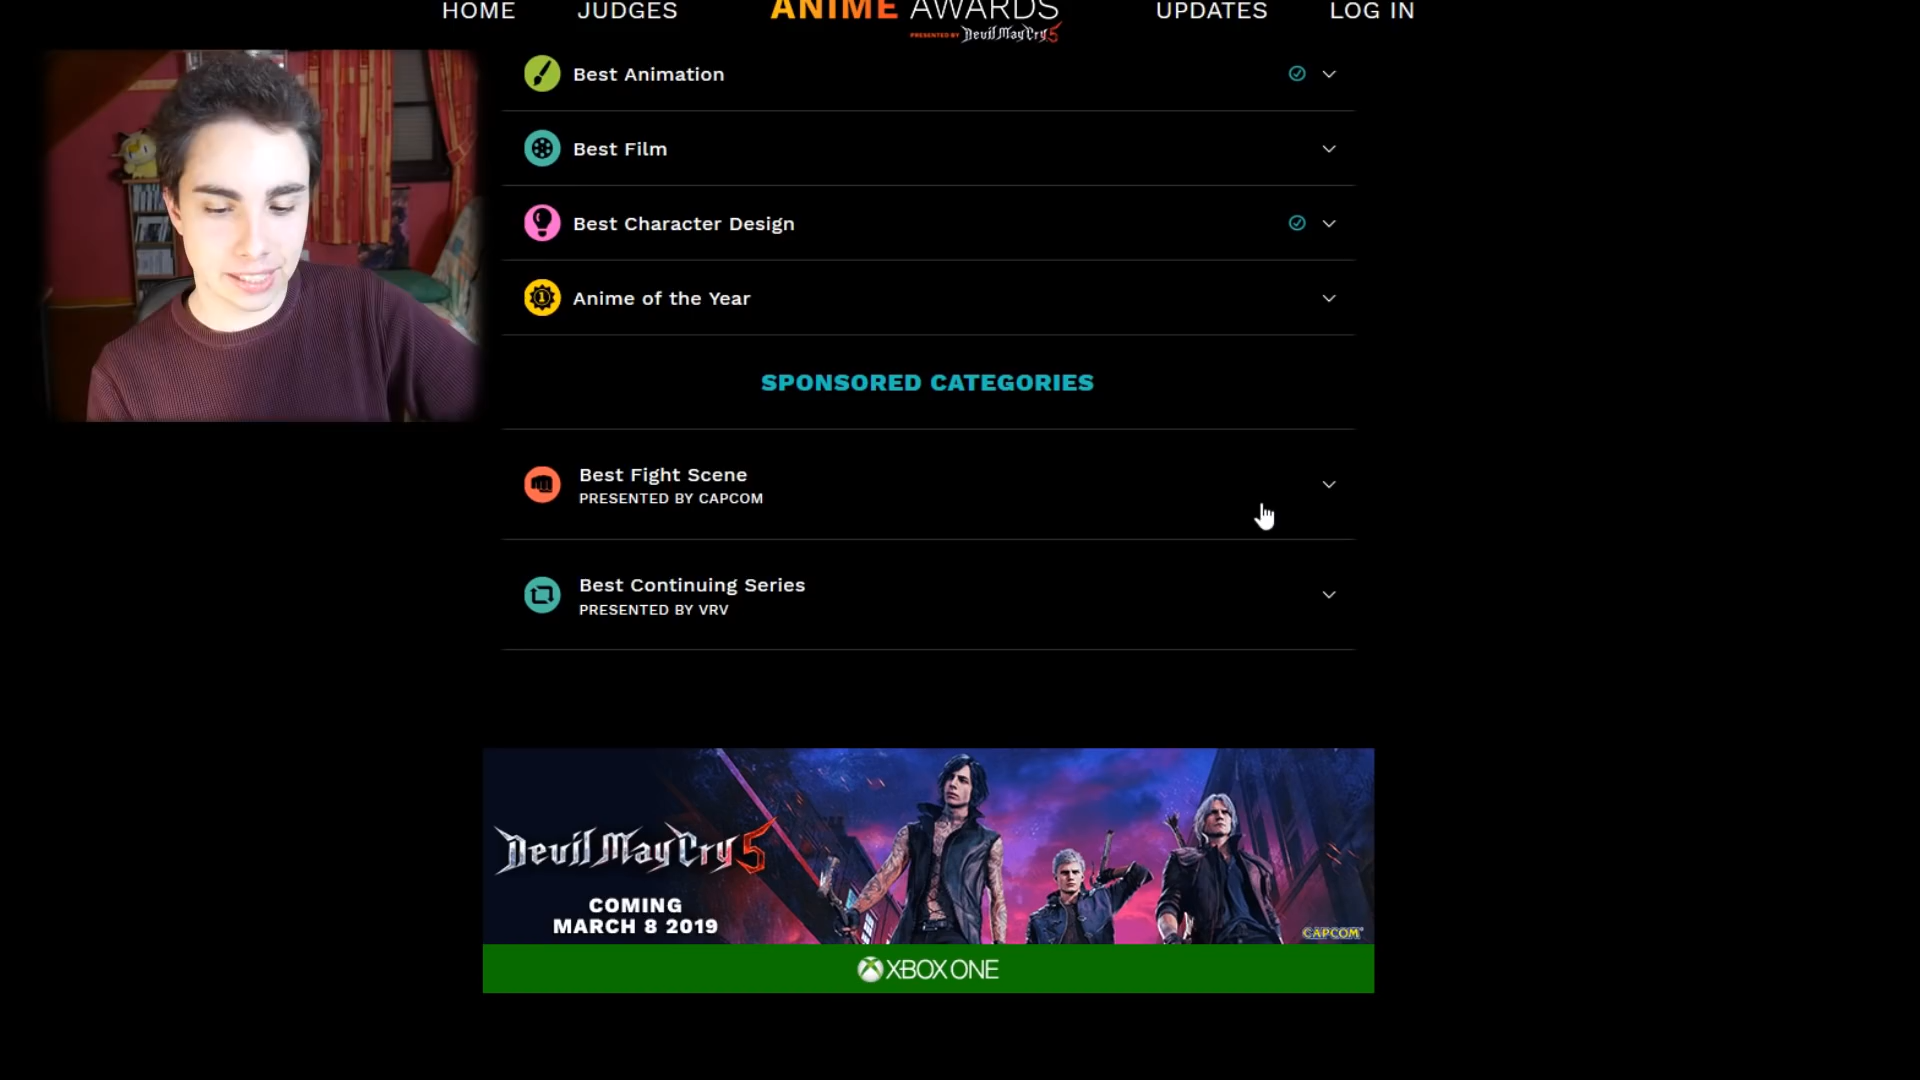 HOME JUDGES ANIME AWARDS UPDATES LOG IN
PRESENTED BY Devil May Cry 5
Best Animation
Best Film
Best Character Design
Anime of the Year
SPONSORED CATEGORIES
Best Fight Scene
PRESENTED BY CAPCOM
Best Continuing Series
PRESENTED BY VRV
Devil May Cry 5
COMING
MARCH 8 2019
CAPCOM
XBOX ONE